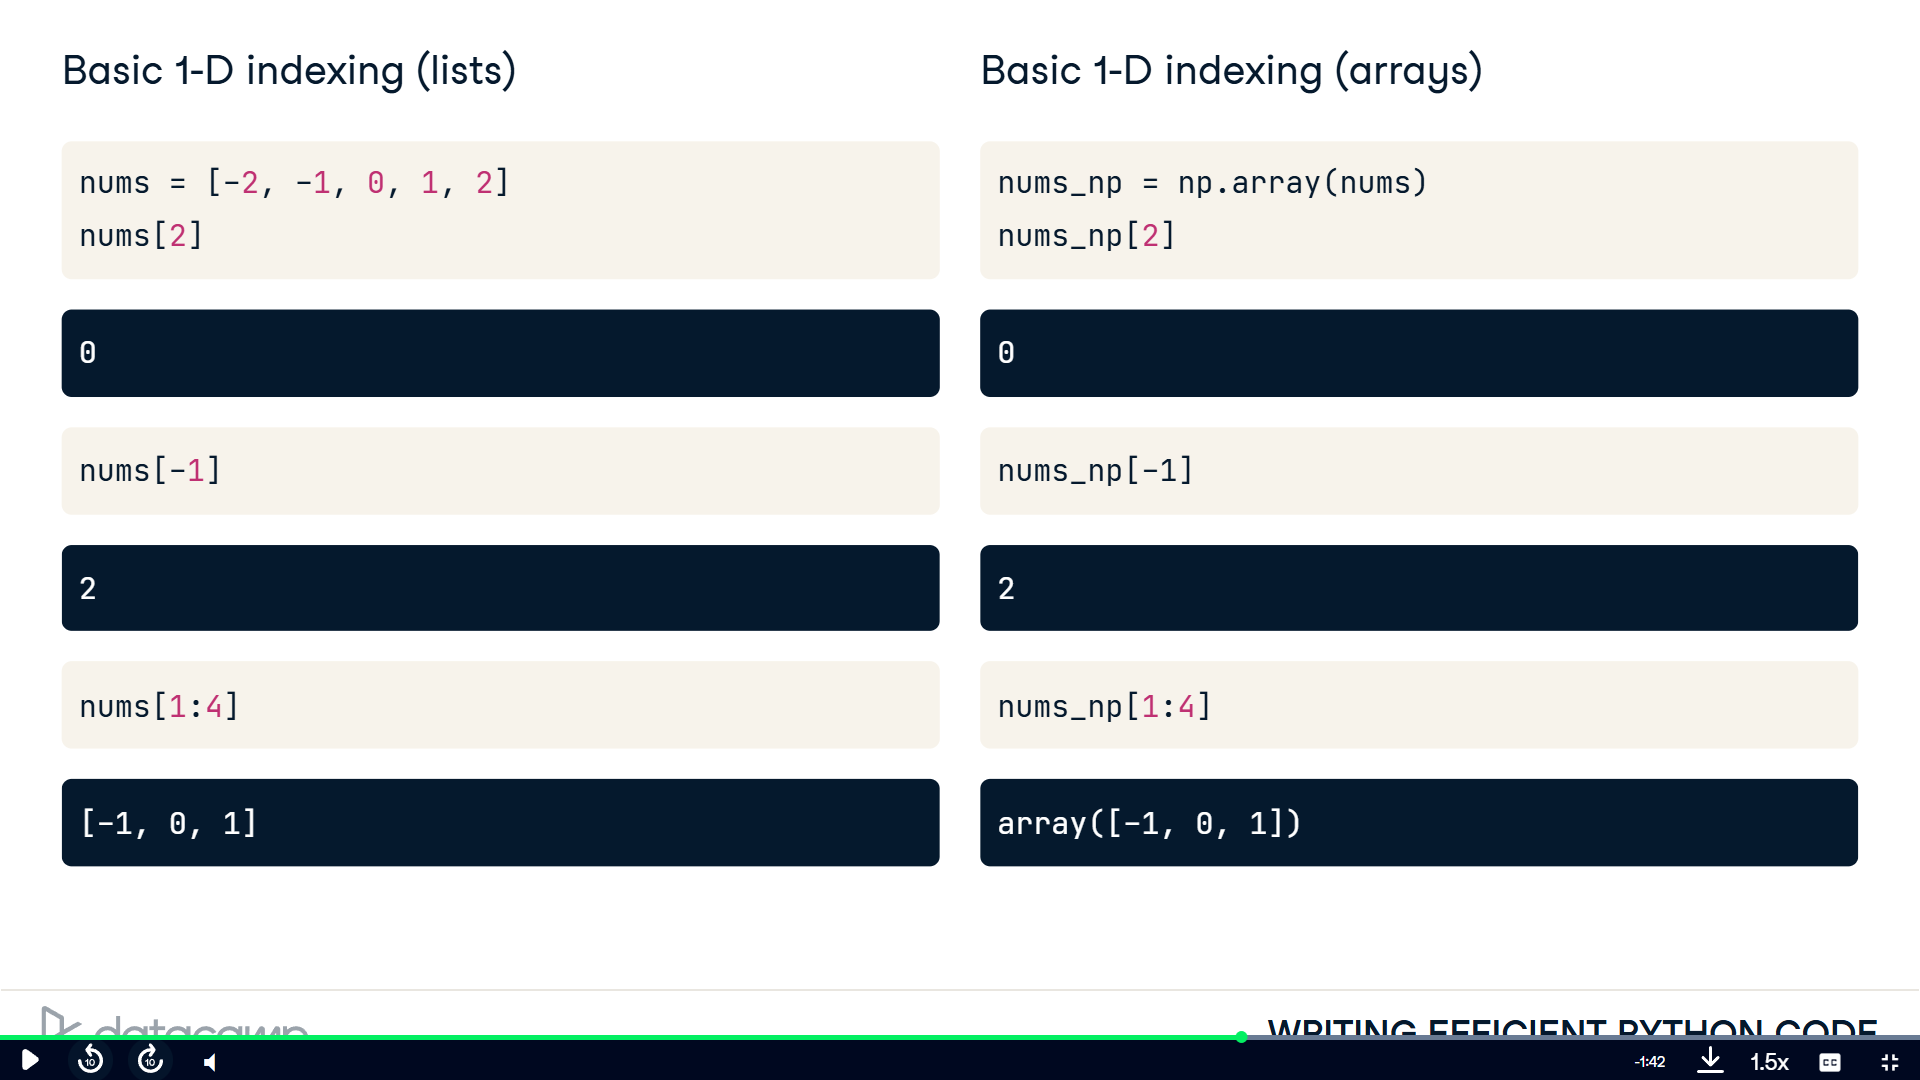 Basic 1-D indexing (lists)
nums = [-2, -1, 0, 1, 2]
nums[2]
0
nums[-1]
2
nums[1:4]
[-1, 0, 1]
Basic 1-D indexing (arrays)
nums_np = np.array(nums)
nums_np[2]
0
nums_np[-1]
2
nums_np[1:4]
array([-1, 0, 1])
datacamp
WRITING EFFICIENT PYTHON CODE
10
10
-1:42
1.5x
CC